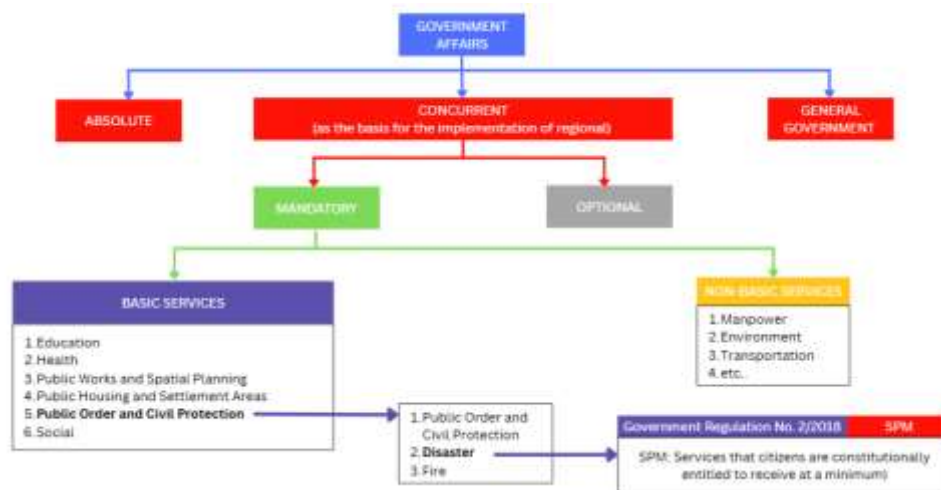 GOVERNMENT
AFFAIRS
ABSOLUTE
CONCURRENT
(as the basis for the implementation of regional)
GENERAL
GOVERNMENT
MANDATORY
OPTIONAL
BASIC SERVICES
1.Education
2.Health
3.Public Works and Spatial Planning
4.Public Housing and Settlement Areas
5.Public Order and Civil Protection
6.Social
NON-BASIC SERVICES
1.Manpower
2.Environment
3.Transportation
4.etc.
1.Public Order and
Civil Protection
2.Disaster
3.Fire
Government Regulation No. 2/2018
SPM
SPM: Services that citizens are constitutionally
entitled to receive at a minimum)